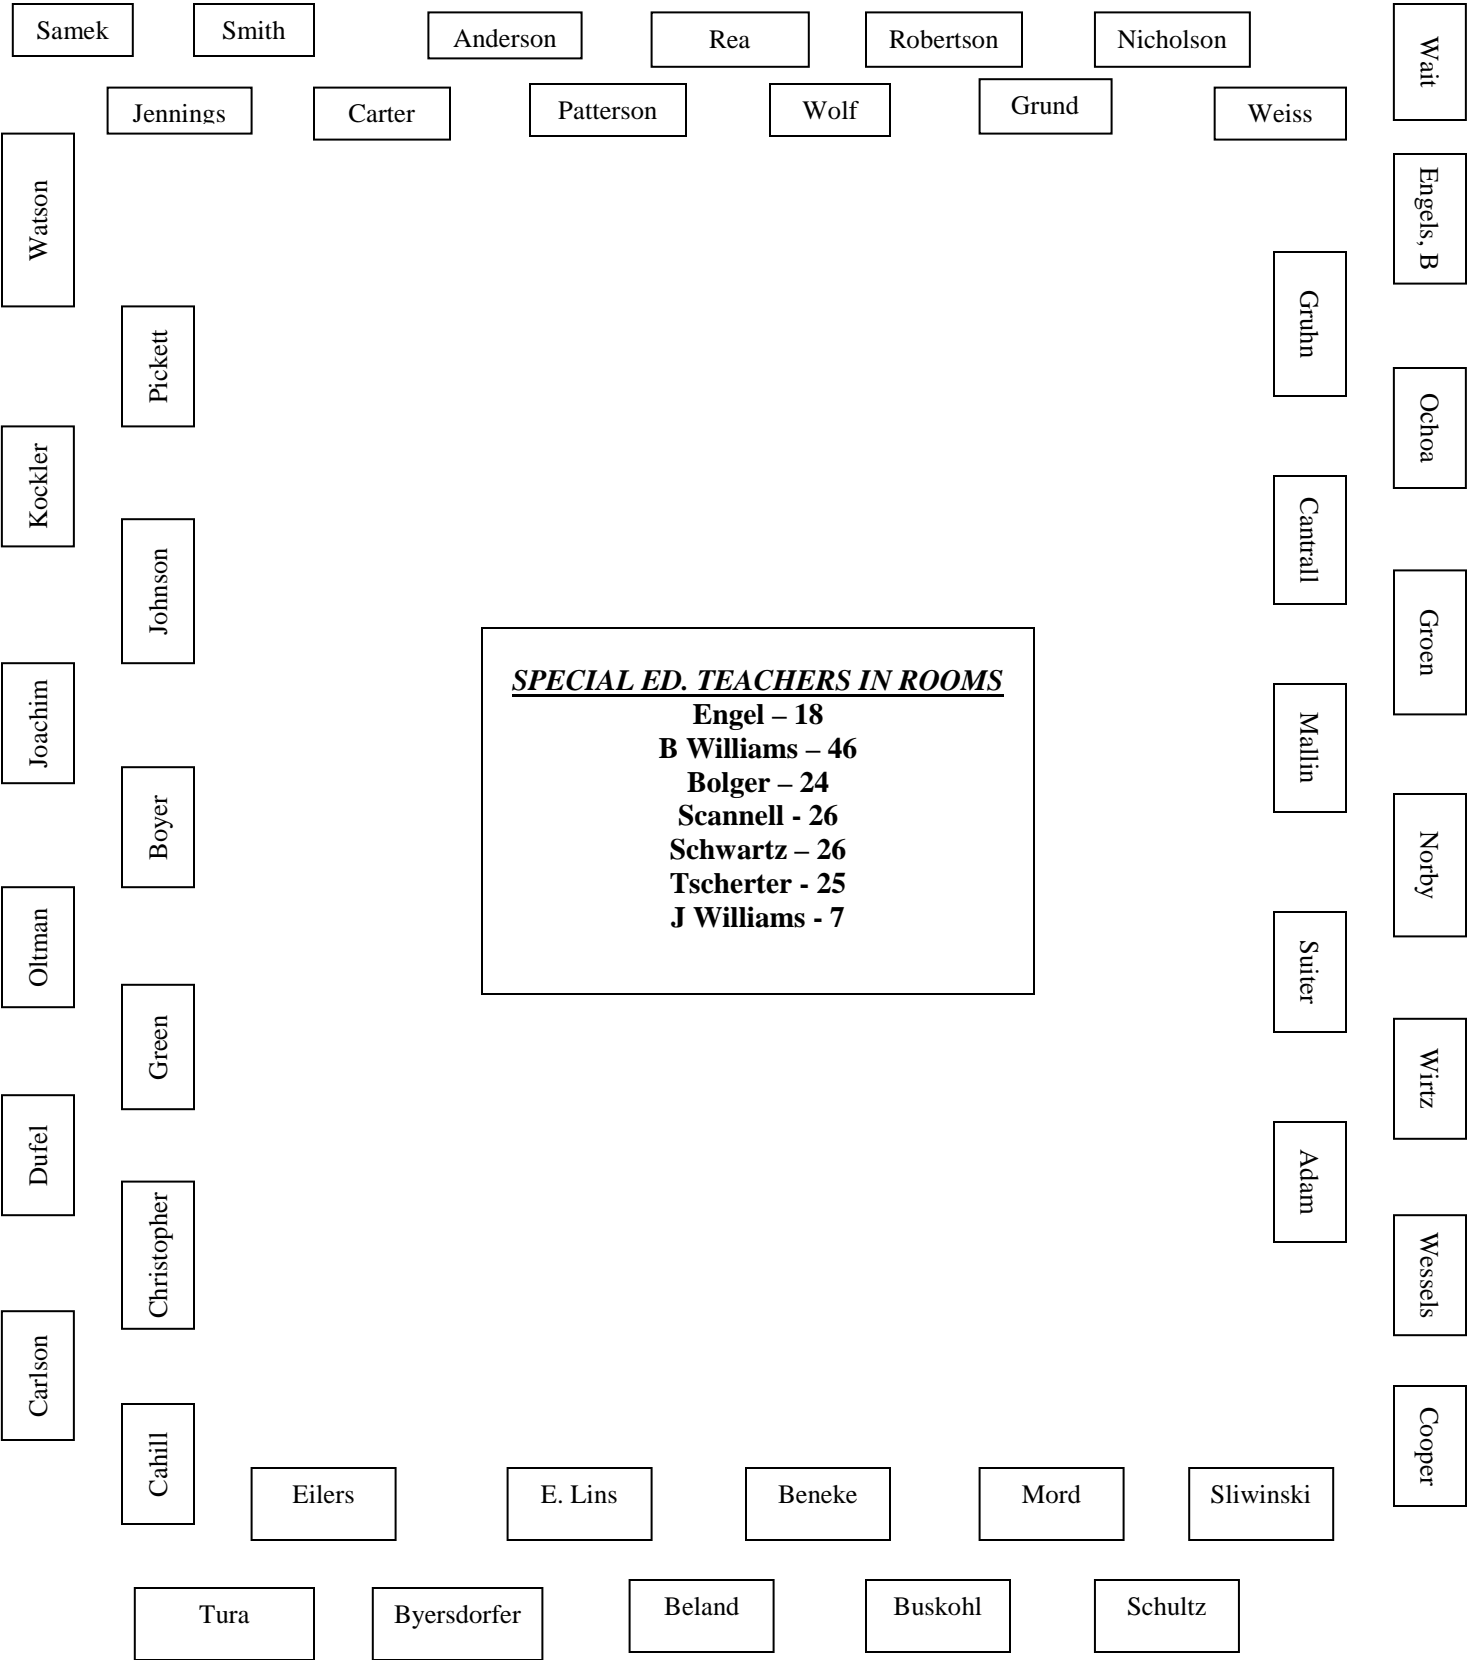 Samek
Smith
Anderson
Rea
Robertson
Nicholson
Wait
Jennings
Carter
Patterson
Wolf
Grund
Weiss
Watson
Engels, B
Pickett
Gruhn
Kockler
Ochoa
Johnson
Cantrall
Joachim
Groen
SPECIAL ED. TEACHERS IN ROOMS
Engel – 18
B Williams – 46
Bolger – 24
Scannell - 26
Schwartz – 26
Tscherter - 25
J Williams - 7
Mallin
Boyer
Norby
Oltman
Suiter
Green
Wirtz
Dufel
Adam
Christopher
Wessels
Carlson
Cooper
Cahill
Eilers
E. Lins
Beneke
Mord
Sliwinski
Tura
Byersdorfer
Beland
Buskohl
Schultz